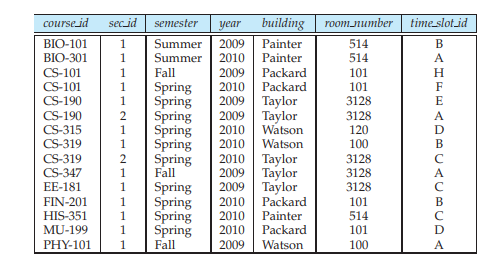 course_id sec_id semester year building room_number time_slot_id
BIO-101 1 Summer 2009 Painter 514 B
BIO-301 1 Summer 2010 Painter 514 A
CS-101 1 Fall 2009 Packard 101 H
CS-101 1 Spring 2010 Packard 101 F
CS-190 1 Spring 2009 Taylor 3128 E
CS-190 2 Spring 2009 Taylor 3128 A
CS-315 1 Spring 2010 Watson 120 D
CS-319 1 Spring 2010 Watson 100 B
CS-319 2 Spring 2010 Taylor 3128 C
CS-347 1 Fall 2009 Taylor 3128 A
EE-181 1 Spring 2009 Taylor 3128 C
FIN-201 1 Spring 2010 Packard 101 B
HIS-351 1 Spring 2010 Painter 514 C
MU-199 1 Spring 2010 Packard 101 D
PHY-101 1 Fall 2009 Watson 100 A